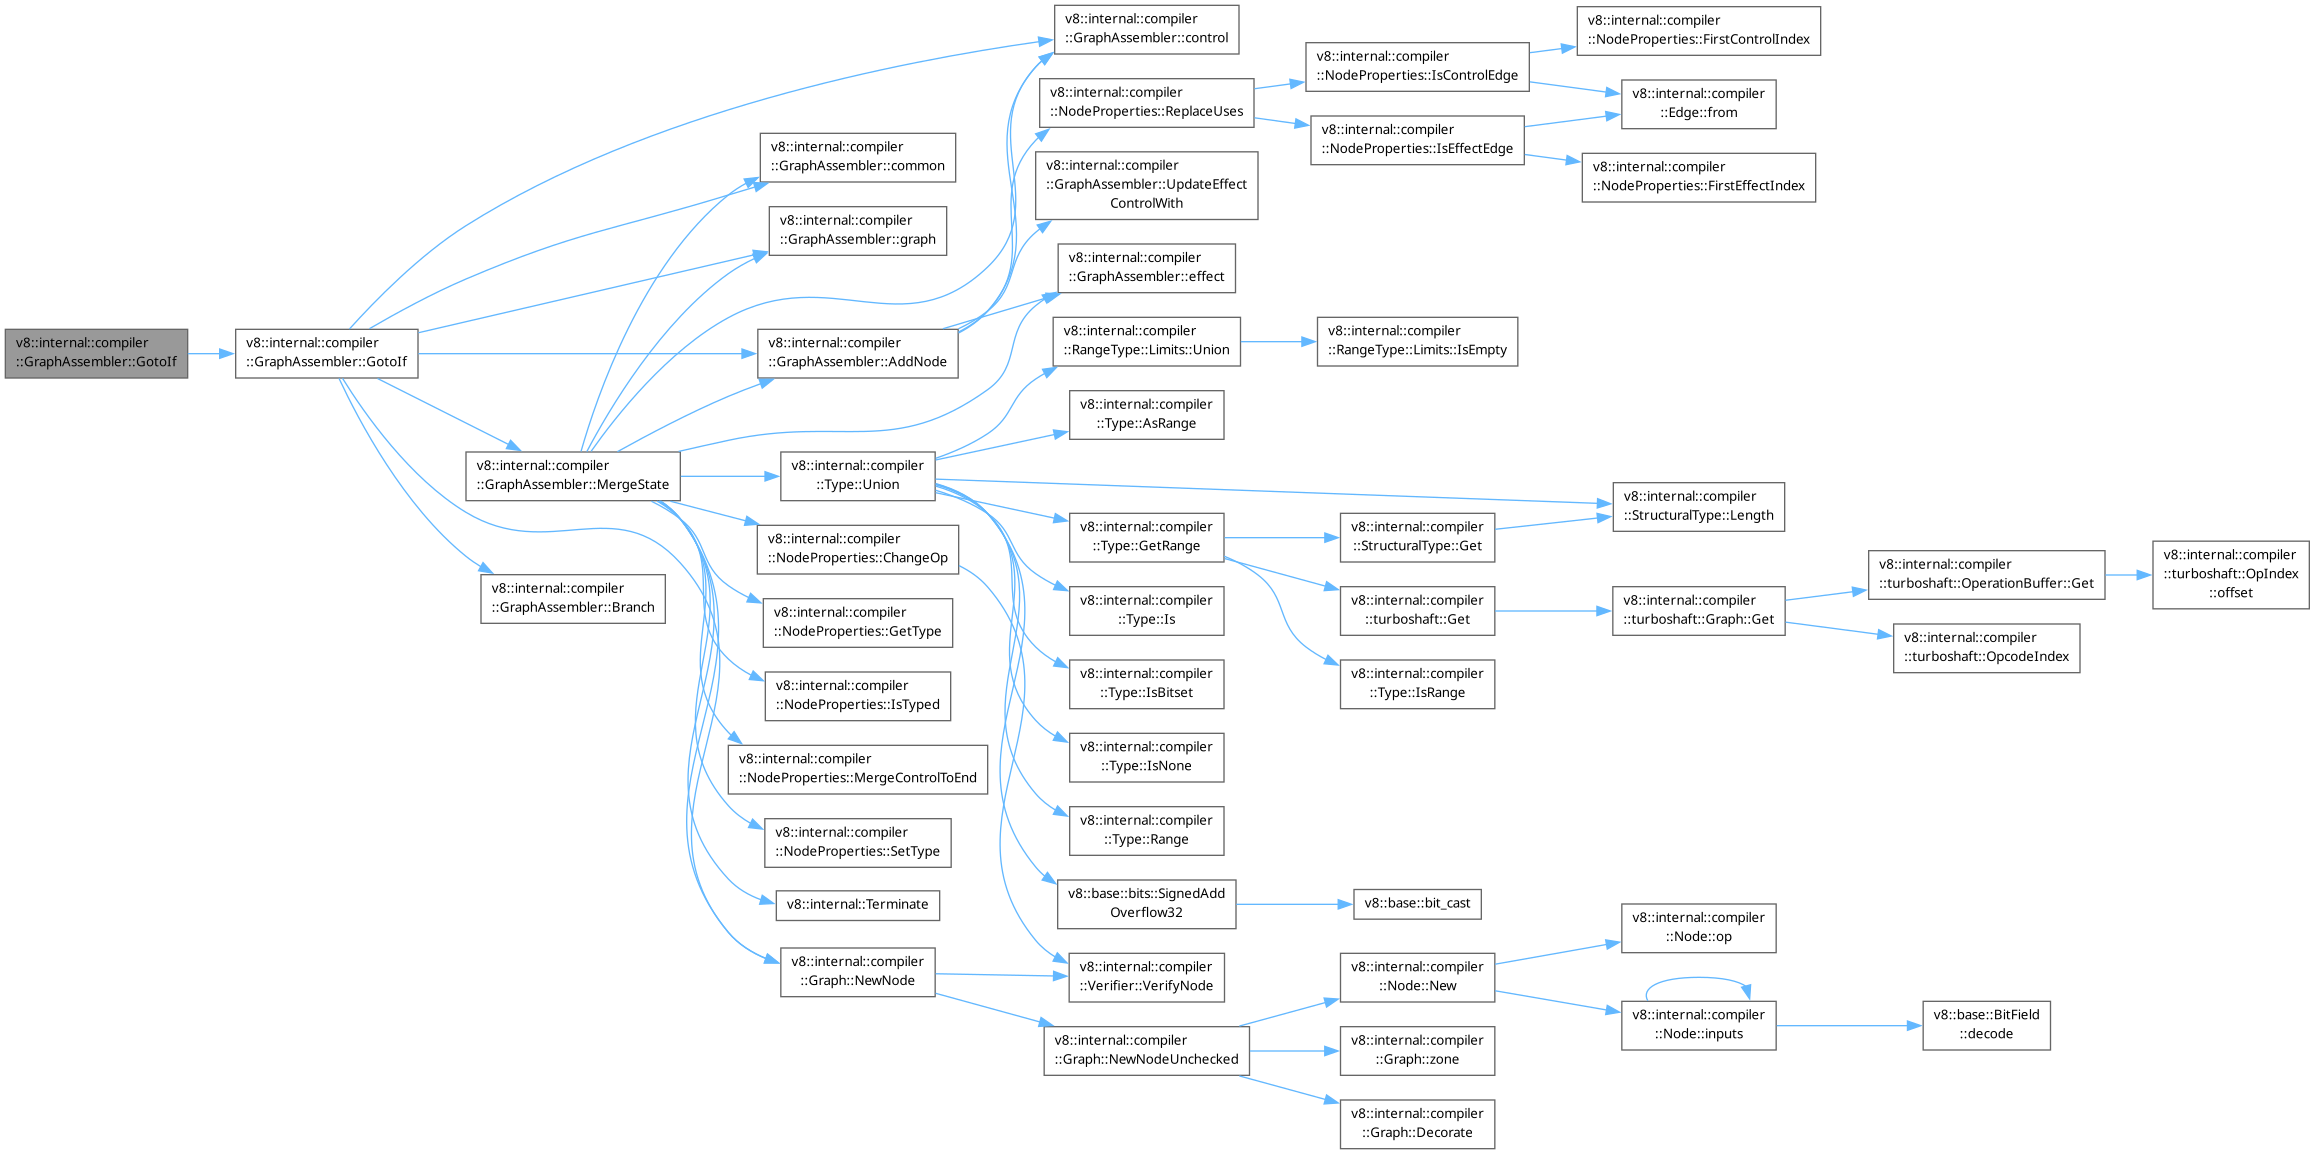 v8::internal::compiler
::GraphAssembler::GotoIf
v8::internal::compiler
::GraphAssembler::GotoIf
v8::internal::compiler
::GraphAssembler::control
v8::internal::compiler
::GraphAssembler::common
v8::internal::compiler
::GraphAssembler::graph
v8::internal::compiler
::GraphAssembler::AddNode
v8::internal::compiler
::GraphAssembler::MergeState
v8::internal::compiler
::GraphAssembler::Branch
v8::internal::compiler
::NodeProperties::ReplaceUses
v8::internal::compiler
::GraphAssembler::UpdateEffect
ControlWith
v8::internal::compiler
::GraphAssembler::effect
v8::internal::compiler
::NodeProperties::IsControlEdge
v8::internal::compiler
::NodeProperties::IsEffectEdge
v8::internal::compiler
::NodeProperties::FirstControlIndex
v8::internal::compiler
::Edge::from
v8::internal::compiler
::NodeProperties::FirstEffectIndex
v8::internal::compiler
::Type::Union
v8::internal::compiler
::NodeProperties::ChangeOp
v8::internal::compiler
::NodeProperties::GetType
v8::internal::compiler
::NodeProperties::IsTyped
v8::internal::compiler
::NodeProperties::MergeControlToEnd
v8::internal::compiler
::NodeProperties::SetType
v8::internal::Terminate
v8::internal::compiler
::Graph::NewNode
v8::internal::compiler
::RangeType::Limits::Union
v8::internal::compiler
::RangeType::Limits::IsEmpty
v8::internal::compiler
::Type::AsRange
v8::internal::compiler
::Type::GetRange
v8::internal::compiler
::Type::Is
v8::internal::compiler
::Type::IsBitset
v8::internal::compiler
::Type::IsNone
v8::internal::compiler
::Type::Range
v8::base::bits::SignedAdd
Overflow32
v8::base::bit_cast
v8::internal::compiler
::Verifier::VerifyNode
v8::internal::compiler
::Graph::NewNodeUnchecked
v8::internal::compiler
::StructuralType::Get
v8::internal::compiler
::StructuralType::Length
v8::internal::compiler
::turboshaft::Get
v8::internal::compiler
::Type::IsRange
v8::internal::compiler
::turboshaft::Graph::Get
v8::internal::compiler
::turboshaft::OperationBuffer::Get
v8::internal::compiler
::turboshaft::OpIndex
::offset
v8::internal::compiler
::turboshaft::OpcodeIndex
v8::internal::compiler
::Node::New
v8::internal::compiler
::Graph::zone
v8::internal::compiler
::Graph::Decorate
v8::internal::compiler
::Node::op
v8::internal::compiler
::Node::inputs
v8::base::BitField
::decode